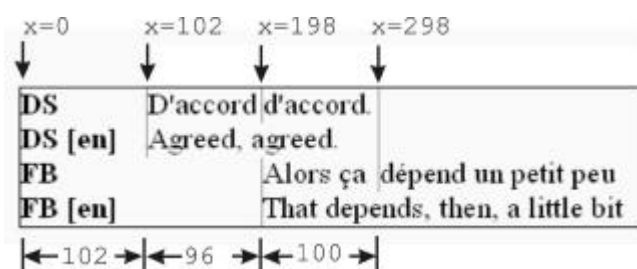 x=0 x=102 x=198 x=298
DS D'accord d'accord.
DS [en] Agreed, agreed.
FB Alors ça dépend un petit peu
FB [en] That depends, then, a little bit
102 96 100